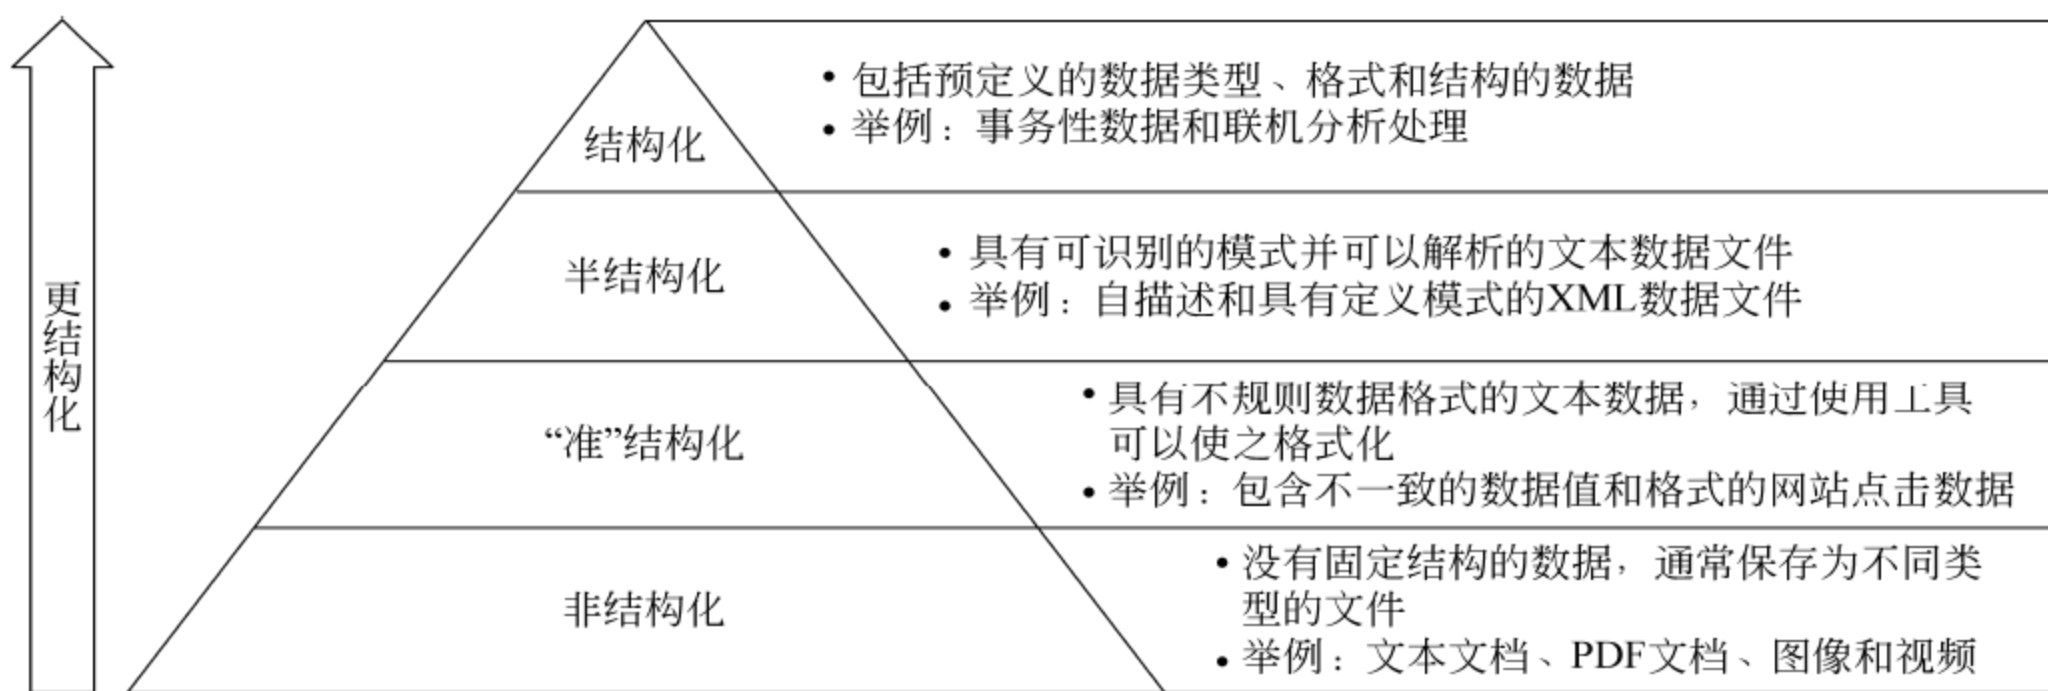 更结构化
结构化
• 包括预定义的数据类型、格式和结构的数据
• 举例：事务性数据和联机分析处理
半结构化
• 具有可识别的模式并可以解析的文本数据文件
• 举例：自描述和具有定义模式的XML数据文件
“准”结构化
• 具有不规则数据格式的文本数据，通过使用工具
可以使之格式化
• 举例：包含不一致的数据值和格式的网站点击数据
非结构化
• 没有固定结构的数据，通常保存为不同类
型的文件
• 举例：文本文档、PDF文档、图像和视频